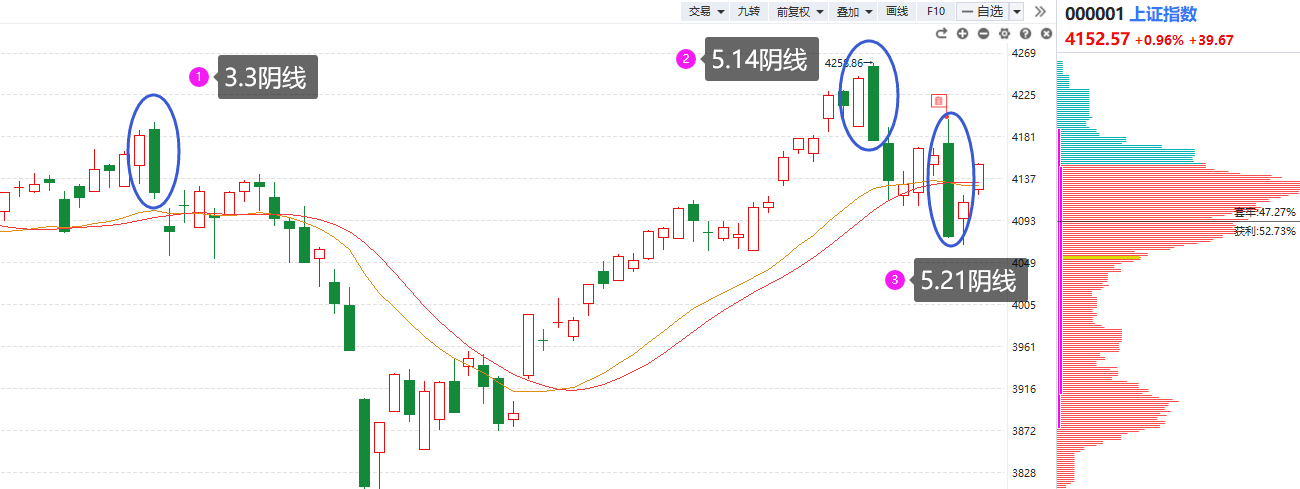 交易 九转 前复权 叠加 画线 F10 一 自选
000001 上证指数
4152.57 +0.96% +39.67
1 3.3阴线
2 5.14阴线
4258.86→
自
3 5.21阴线
4269
4225
4181
4137
4093
4049
4005
3961
3916
3872
3828
套牢:47.27%
获利:52.73%